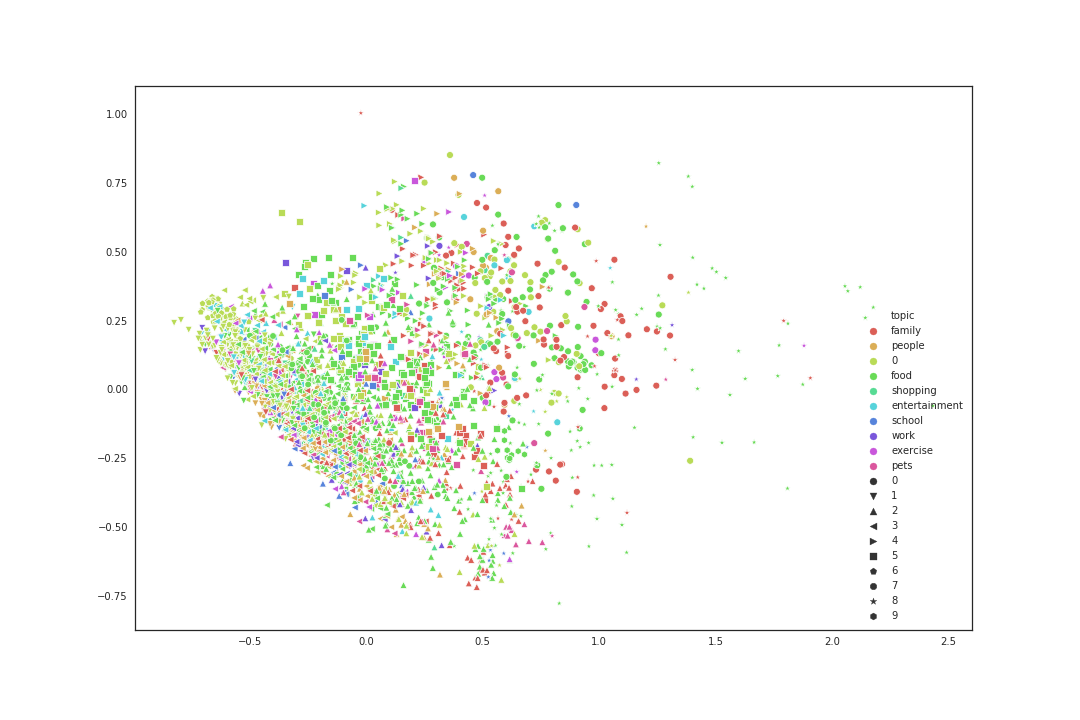 1.00
0.75
0.50
0.25
0.00
−0.25
−0.50
−0.75
−0.5
0.0
0.5
1.0
1.5
2.0
2.5
topic
family
people
0
food
shopping
entertainment
school
work
exercise
pets
0
1
2
3
4
5
6
7
8
9